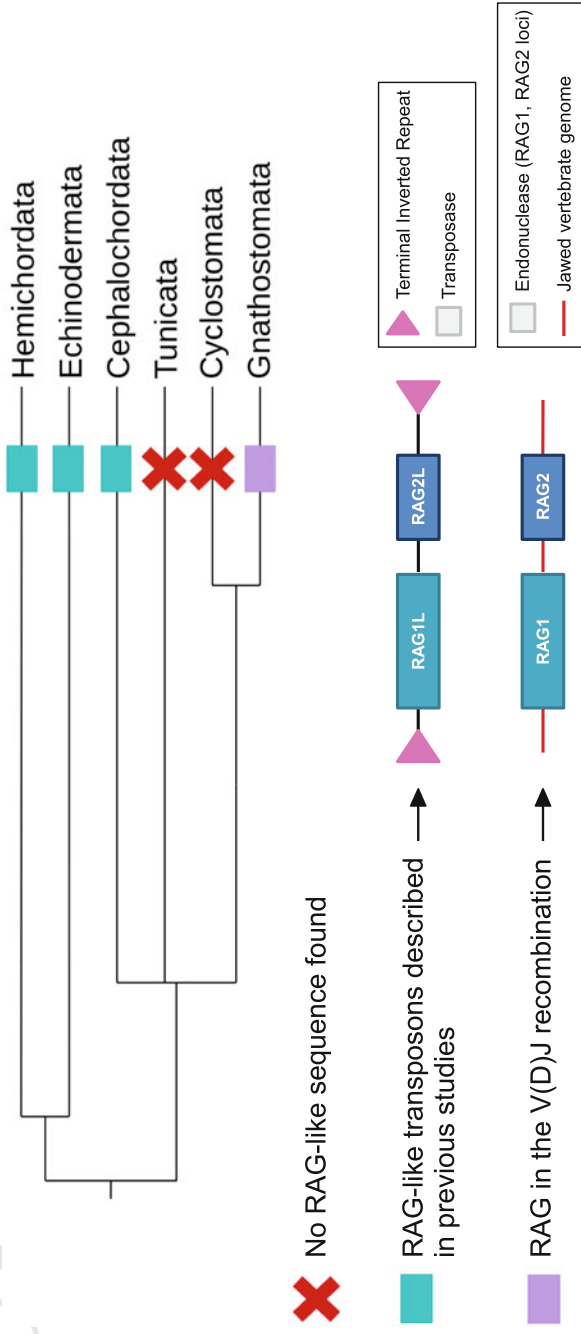 Hemichordata
Echinodermata
Cephalochordata
Tunicata
Cyclostomata
Gnathostomata
No RAG-like sequence found
RAG-like transposons described
in previous studies
RAG1L
RAG2L
Terminal Inverted Repeat
Transposase
RAG in the V(D)J recombination
RAG1
RAG2
Endonuclease (RAG1, RAG2 loci)
Jawed vertebrate genome